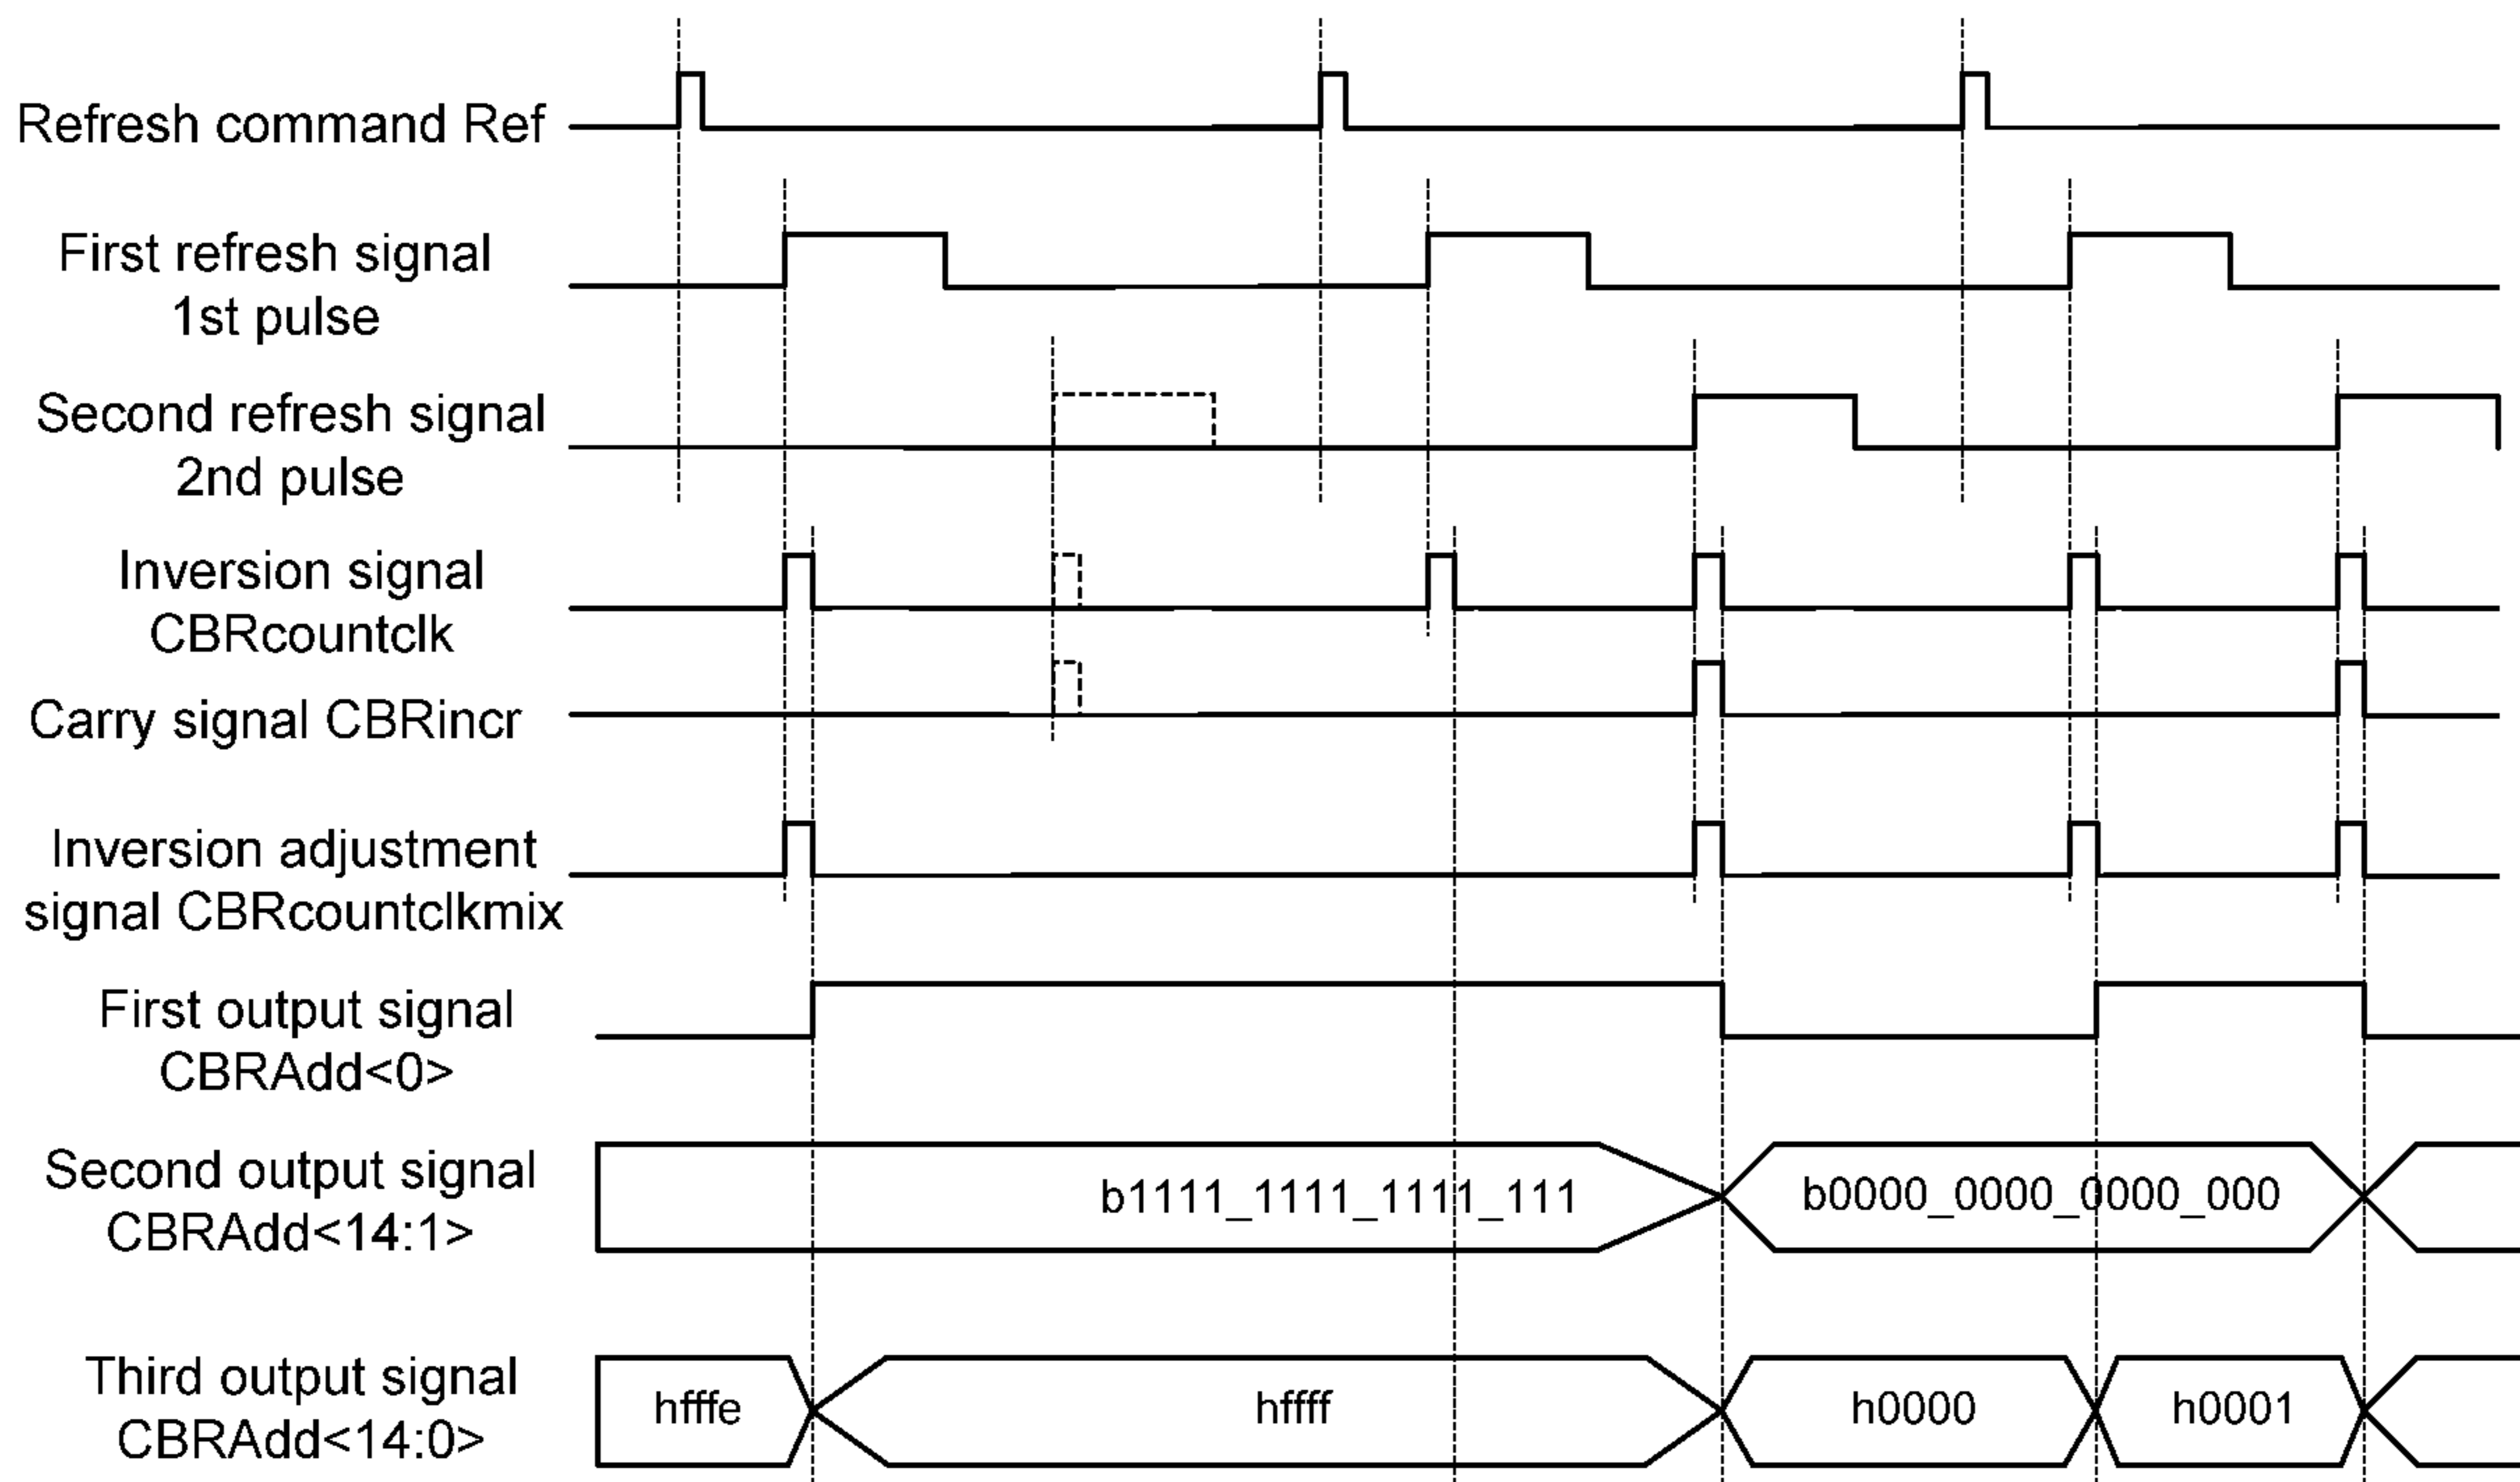 Refresh command Ref
First refresh signal
1st pulse
Second refresh signal
2nd pulse
Inversion signal
CBRcountclk
Carry signal CBRincr
Inversion adjustment
signal CBRcountclkmix
First output signal
CBRAdd<0>
Second output signal
CBRAdd<14:1>
b1111_1111_1111_111
b0000_0000_0000_000
Third output signal
CBRAdd<14:0>
hfffe
hffff
h0000
h0001